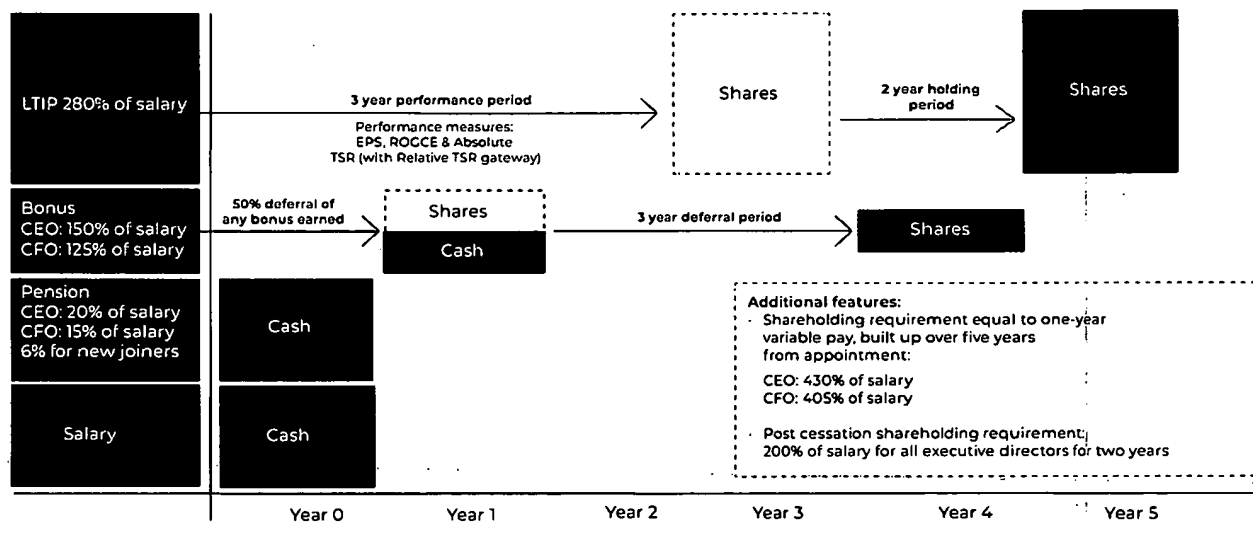 LTIP 280% of salary
3 year performance period
Performance measures:
EPS, ROCCE & Absolute
TSR (with Relative TSR gateway)
Shares
2 year holding
period
Shares
Bonus
CEO: 150% of salary
CFO: 125% of salary
50% deferral of
any bonus earned
Shares
Cash
3 year deferral period
Shares
Pension
CEO: 20% of salary
CFO: 15% of salary
6% for new joiners
Cash
Additional features:
· Shareholding requirement equal to one-year
variable pay, built up over five years
from appointment:
CEO: 430% of salary
CFO: 405% of salary
· Post cessation shareholding requirement:
200% of salary for all executive directors for two years
Salary
Cash
Year 0
Year 1
Year 2
Year 3
Year 4
Year 5